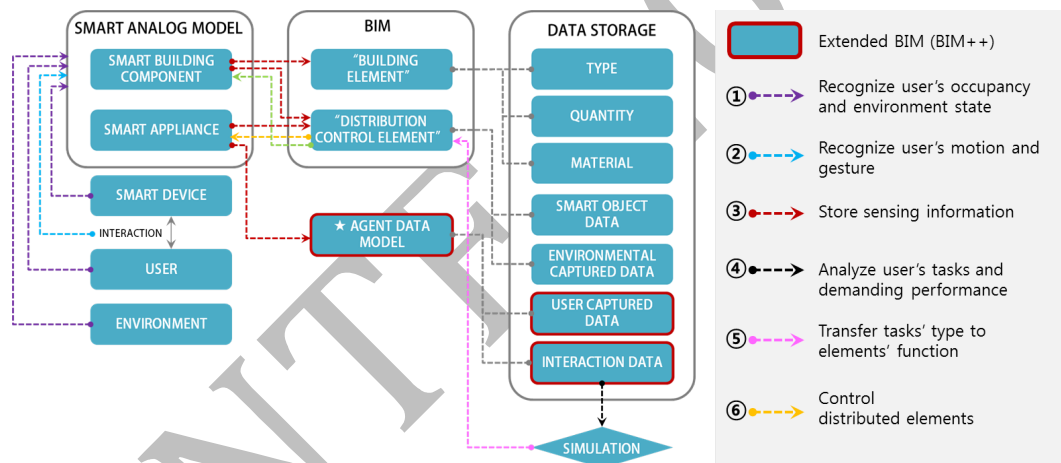 SMART ANALOG MODEL
SMART BUILDING
COMPONENT
SMART APPLIANCE
SMART DEVICE
INTERACTION
USER
ENVIRONMENT
BIM
“BUILDING
ELEMENT”
“DISTRIBUTION
CONTROL ELEMENT”
★ AGENT DATA
MODEL
DATA STORAGE
TYPE
QUANTITY
MATERIAL
SMART OBJECT
DATA
ENVIRONMENTAL
CAPTURED DATA
USER CAPTURED
DATA
INTERACTION DATA
SIMULATION
Extended BIM (BIM++)
① Recognize user’s occupancy
and environment state
② Recognize user’s motion and
gesture
③ Store sensing information
④ Analyze user’s tasks and
demanding performance
⑤ Transfer tasks’ type to
elements’ function
⑥ Control
distributed elements